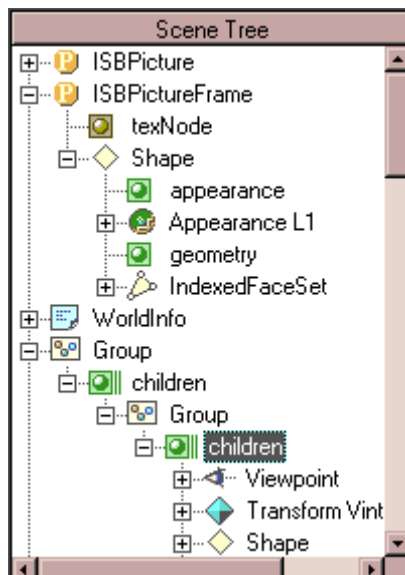 Scene Tree
ISBPicture
ISBPictureFrame
texNode
Shape
appearance
Appearance L1
geometry
IndexedFaceSet
WorldInfo
Group
children
Group
children
Viewpoint
Transform Vint
Shape